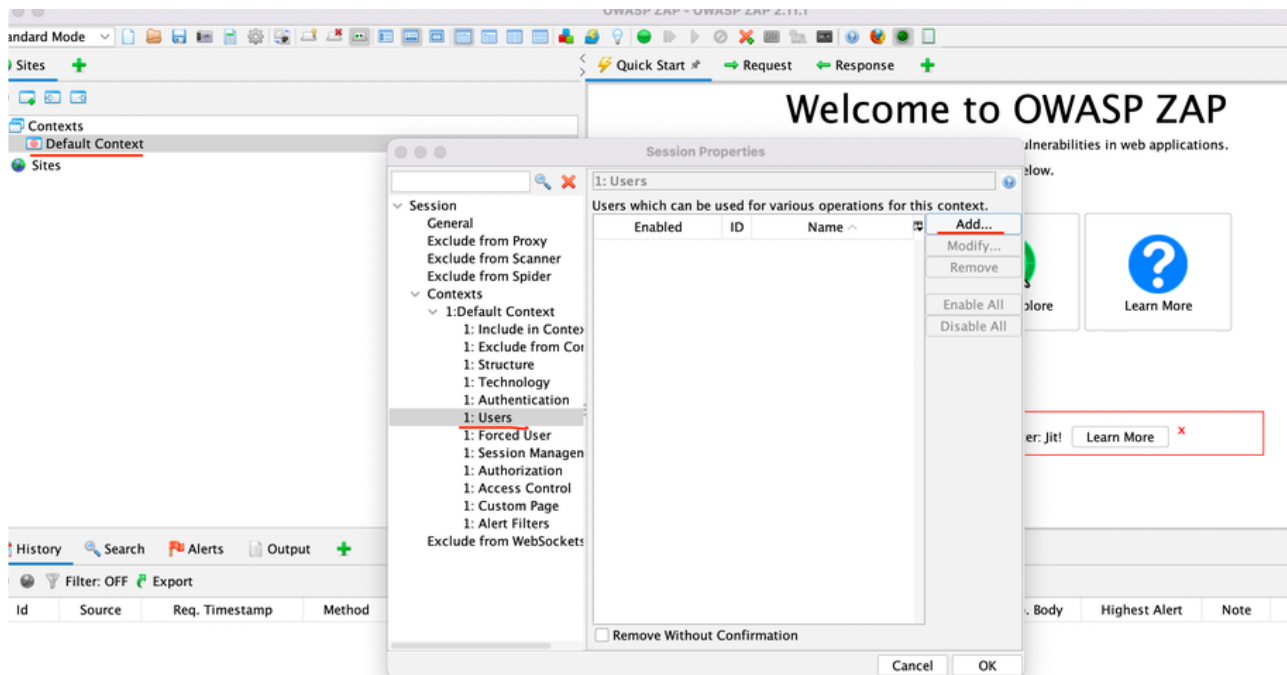 OWASP ZAP - OWASP ZAP 2.11.1
andard Mode
Sites
Quick Start
Request
Response
Contexts
Default Context
Sites
Welcome to OWASP ZAP
ulnerabilities in web applications.
elow.
Session Properties
1: Users
Users which can be used for various operations for this context.
Enabled ID Name
Add...
Modify...
Remove
Enable All
Disable All
Session
General
Exclude from Proxy
Exclude from Scanner
Exclude from Spider
Contexts
1:Default Context
1: Include in Contex
1: Exclude from Con
1: Structure
1: Technology
1: Authentication
1: Users
1: Forced User
1: Session Managen
1: Authorization
1: Access Control
1: Custom Page
1: Alert Filters
Exclude from WebSockets
Remove Without Confirmation
Cancel OK
plore
Learn More
er: Jit! Learn More x
History Search Alerts Output
Filter: OFF Export
Id Source Req. Timestamp Method
. Body Highest Alert Note